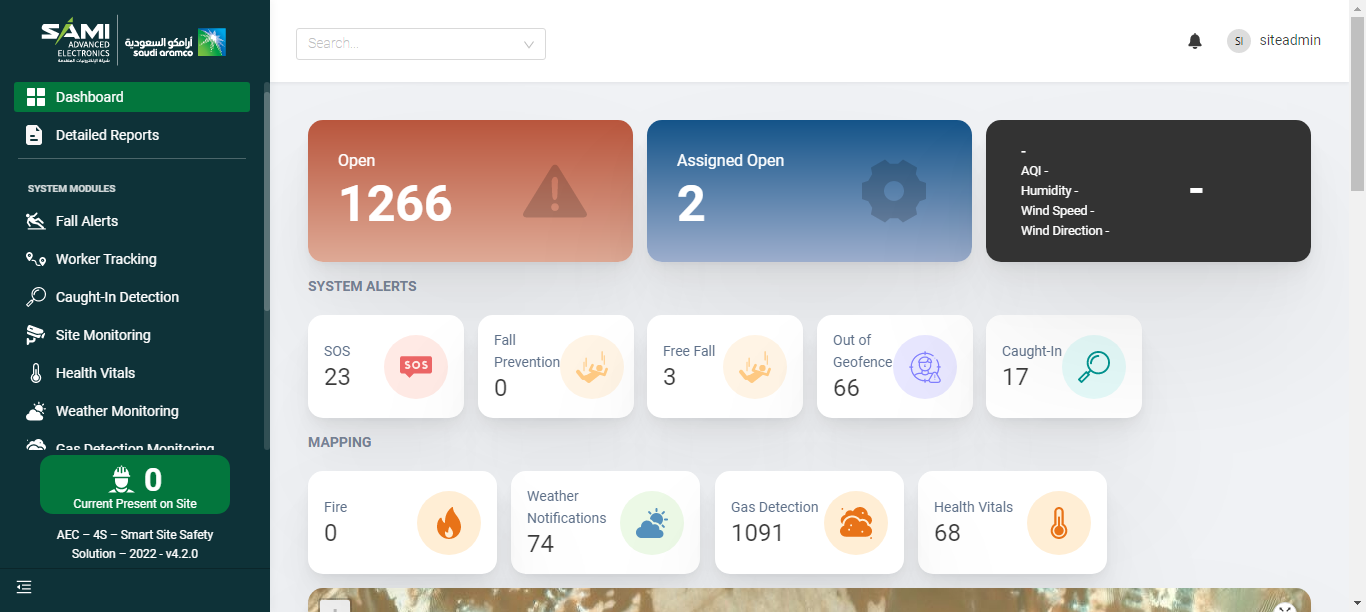 SAMI
ADVANCED
ELECTRONICS
شركة الإلكترونيات المتقدمة
أرامكو السعودية
saudi aramco
Dashboard
Detailed Reports
SYSTEM MODULES
Fall Alerts
Worker Tracking
Caught-In Detection
Site Monitoring
Health Vitals
Weather Monitoring
Gas Detection Monitoring
0
Current Present on Site
AEC – 4S – Smart Site Safety
Solution – 2022 - v4.2.0
Search...
SI
siteadmin
Open
1266
Assigned Open
2
-
AQI -
Humidity -
Wind Speed -
Wind Direction -
-
SYSTEM ALERTS
SOS
23
SOS
Fall
Prevention
0
Free Fall
3
Out of
Geofence
66
Caught-In
17
MAPPING
Fire
0
Weather
Notifications
74
Gas Detection
1091
Health Vitals
68